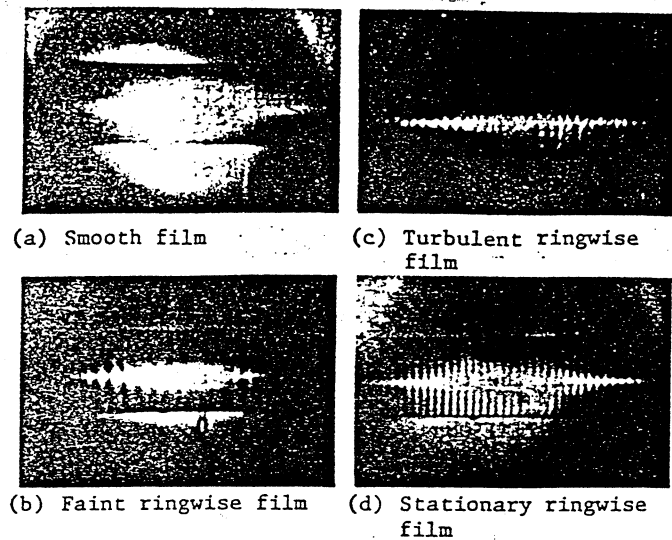 (a) Smooth film
(c) Turbulent ringwise
film
(b) Faint ringwise film
(d) Stationary ringwise
film